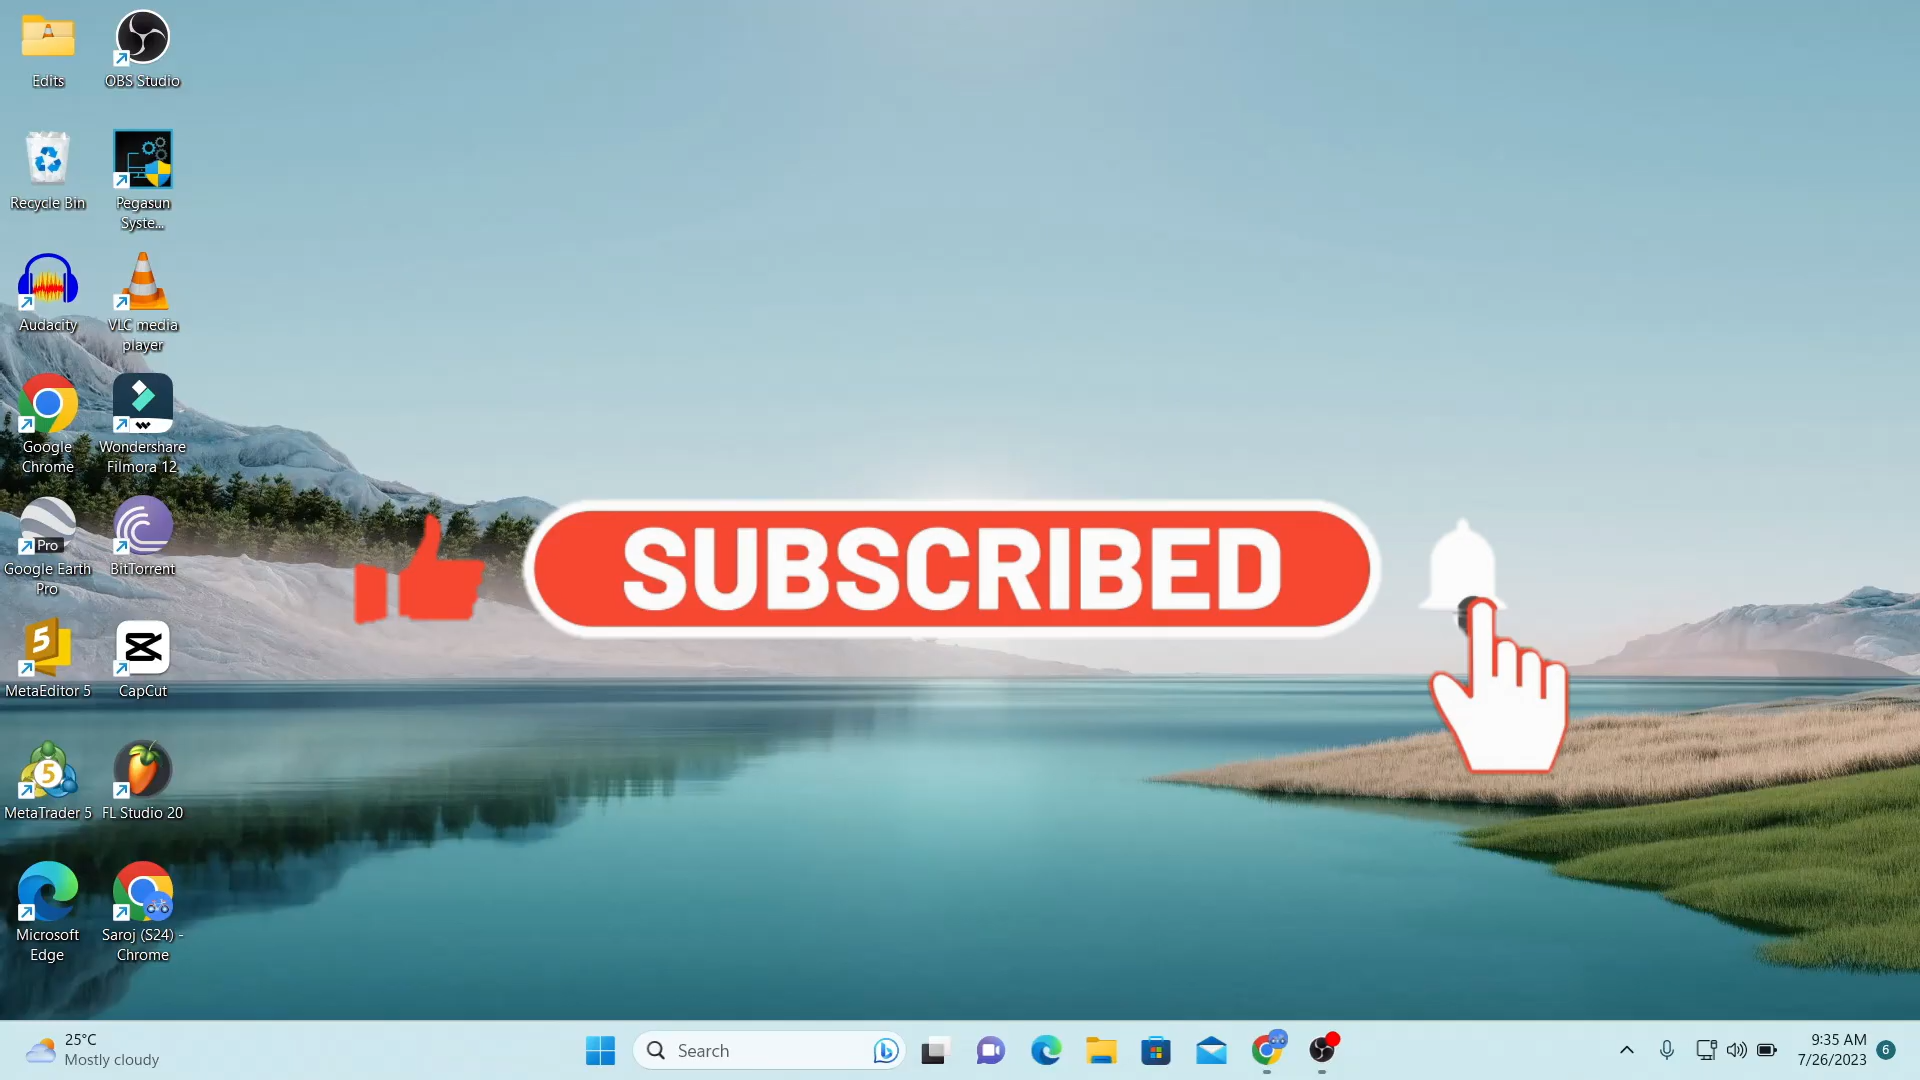 Edits
OBS Studio
Recycle Bin
Pegasun
Syste...
Audacity
VLC media
player
Google
Chrome
Wondershare
Filmora 12
Pro
Google Earth
Pro
BitTorrent
5
MetaEditor 5
CapCut
5
MetaTrader 5
FL Studio 20
Microsoft
Edge
Saroj (S24) -
Chrome
SUBSCRIBED
25°C
Mostly cloudy
Search
9:35 AM
7/26/2023
6